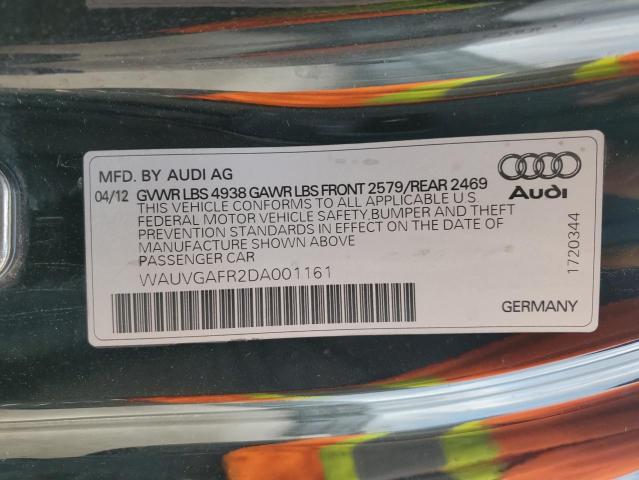 MFD. BY AUDI AG
04/12 GVWR LBS 4938 GAWR LBS FRONT 2579/REAR 2469
THIS VEHICLE CONFORMS TO ALL APPLICABLE U.S
FEDERAL MOTOR VEHICLE SAFETY,BUMPER AND THEFT
PREVENTION STANDARDS IN EFFECT ON THE DATE OF
MANUFACTURE SHOWN ABOVE
PASSENGER CAR
WAUVGAFR2DA001161
Audi
1720344
GERMANY